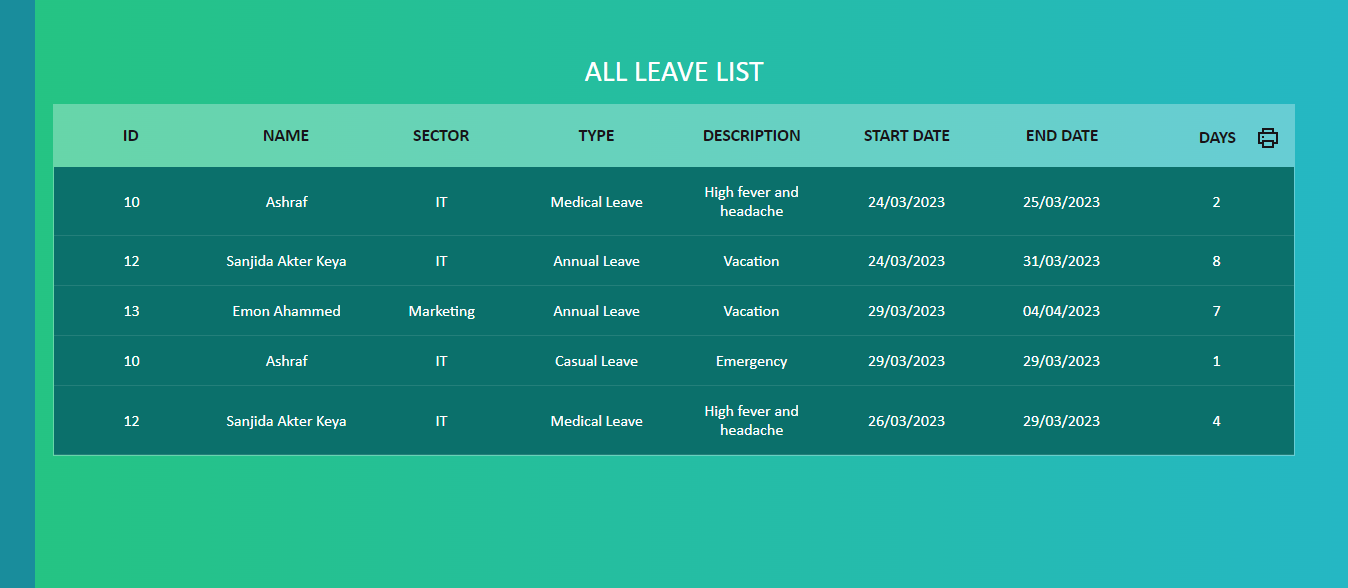 ALL LEAVE LIST
ID NAME SECTOR TYPE DESCRIPTION START DATE END DATE DAYS
10 Ashraf IT Medical Leave High fever and headache 24/03/2023 25/03/2023 2
12 Sanjida Akter Keya IT Annual Leave Vacation 24/03/2023 31/03/2023 8
13 Emon Ahammed Marketing Annual Leave Vacation 29/03/2023 04/04/2023 7
10 Ashraf IT Casual Leave Emergency 29/03/2023 29/03/2023 1
12 Sanjida Akter Keya IT Medical Leave High fever and headache 26/03/2023 29/03/2023 4